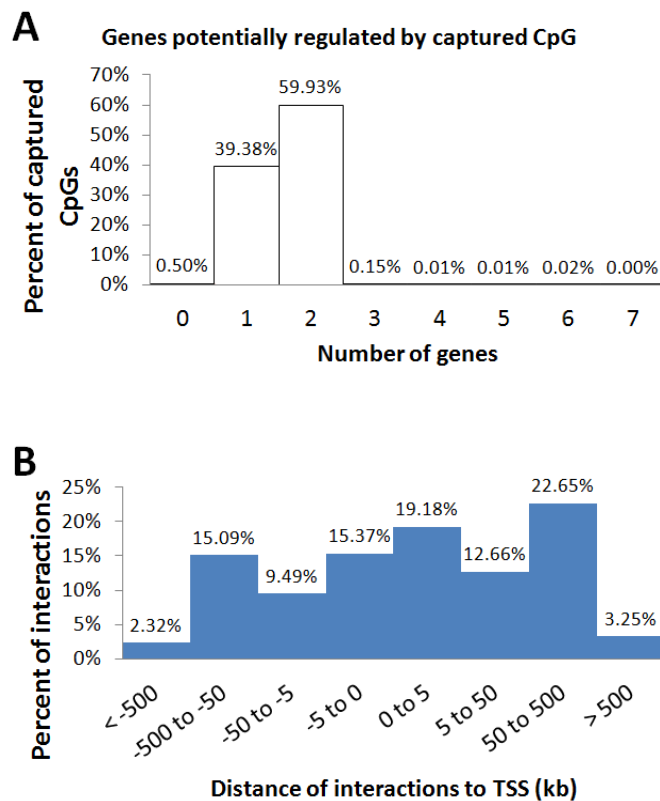 A
Genes potentially regulated by captured CpG
Percent of captured
CpGs
70%
60%
50%
40%
30%
20%
10%
0%
0.50%
39.38%
59.93%
0.15%
0.01%
0.01%
0.02%
0.00%
0 1 2 3 4 5 6 7
Number of genes
B
Percent of interactions
25%
20%
15%
10%
5%
0%
2.32%
15.09%
9.49%
15.37%
19.18%
12.66%
22.65%
3.25%
< -500
-500 to -50
-50 to -5
-5 to 0
0 to 5
5 to 50
50 to 500
> 500
Distance of interactions to TSS (kb)